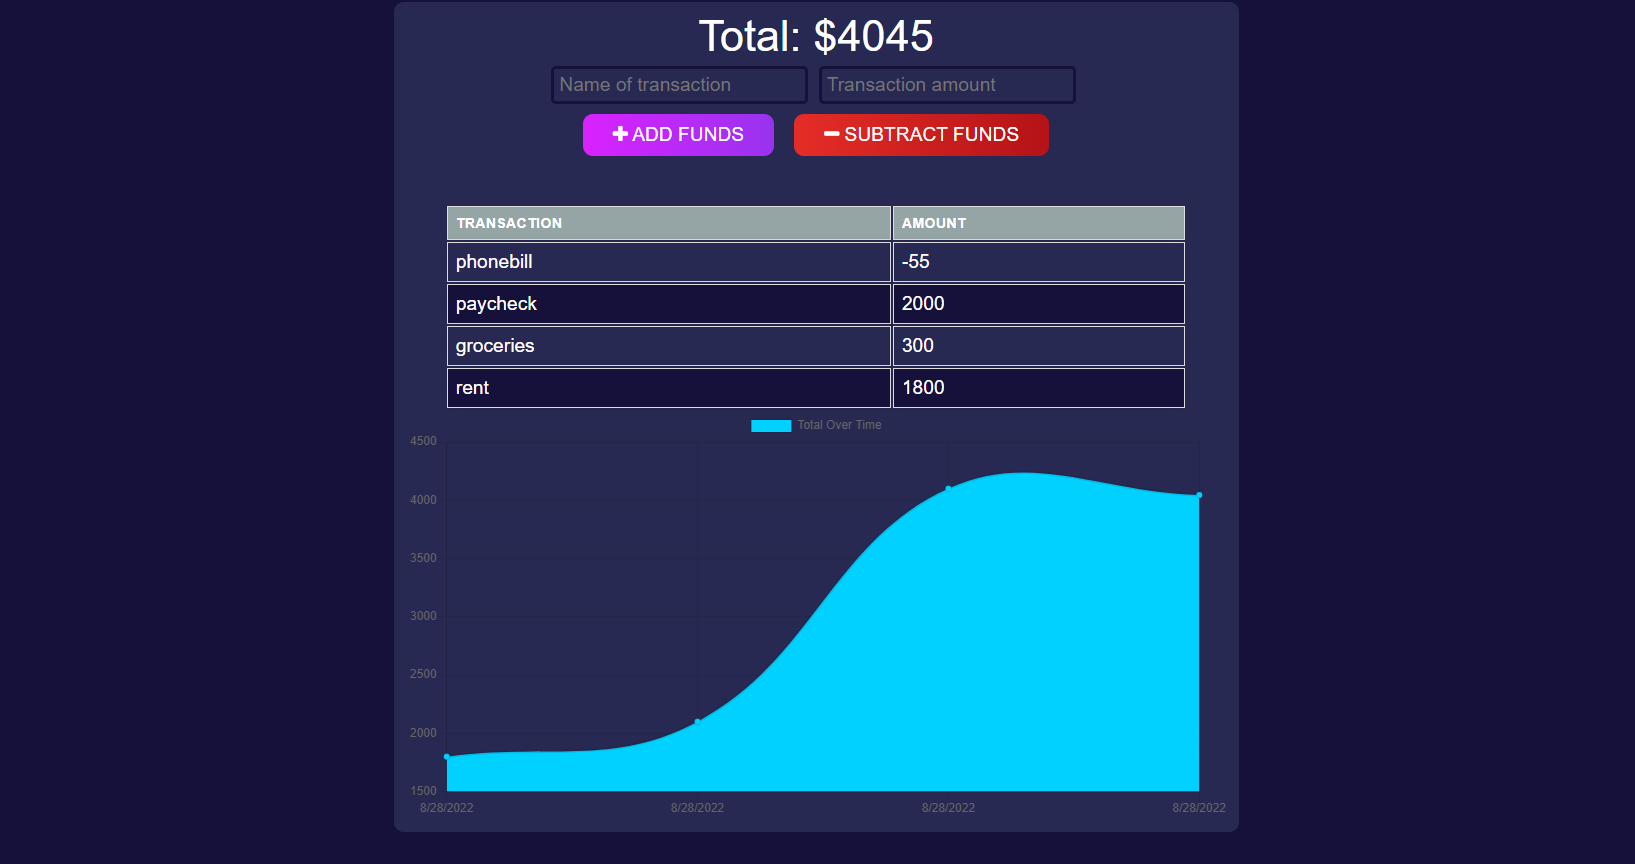 Total: $4045
Name of transaction Transaction amount
ADD FUNDS SUBTRACT FUNDS
TRANSACTION AMOUNT
phonebill -55
paycheck 2000
groceries 300
rent 1800
Total Over Time
4500
4000
3500
3000
2500
2000
1500
8/28/2022 8/28/2022 8/28/2022 8/28/2022